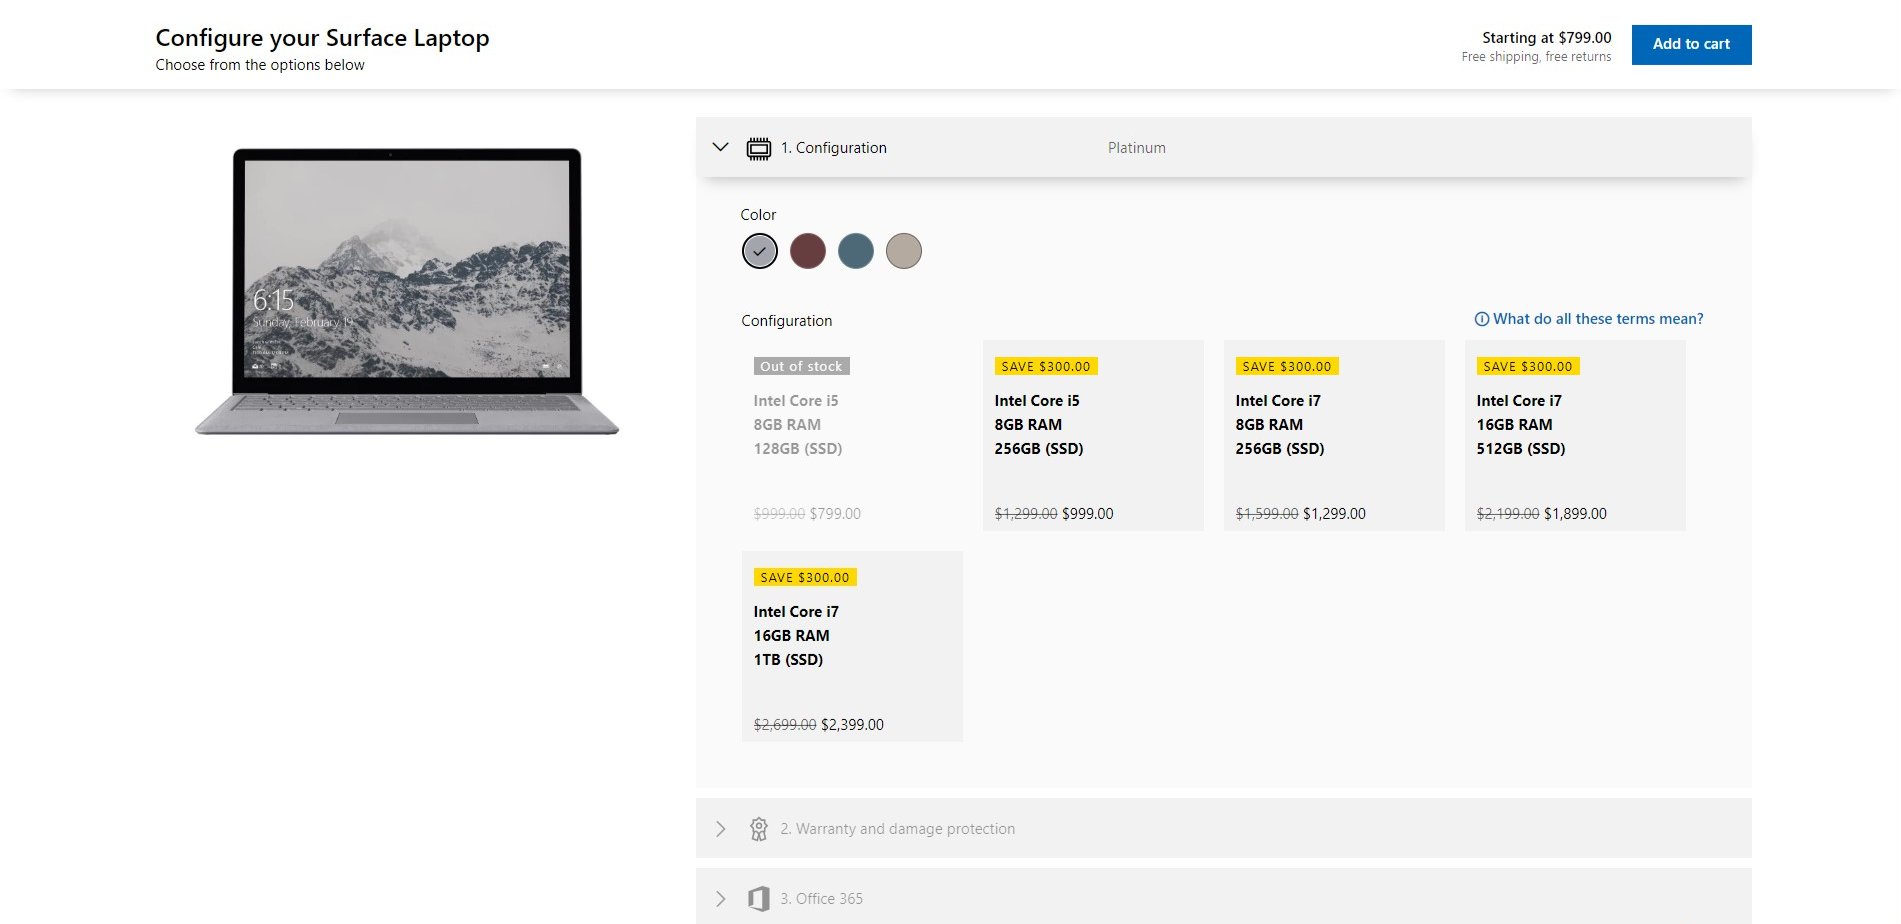 Configure your Surface Laptop
Choose from the options below
Starting at $799.00
Free shipping, free returns
Add to cart
1. Configuration
Platinum
6:15
Sunday, February 19
Color
Configuration
What do all these terms mean?
Out of stock
Intel Core i5
8GB RAM
128GB (SSD)
$999.00 $799.00
SAVE $300.00
Intel Core i5
8GB RAM
256GB (SSD)
$1,299.00 $999.00
SAVE $300.00
Intel Core i7
8GB RAM
256GB (SSD)
$1,599.00 $1,299.00
SAVE $300.00
Intel Core i7
16GB RAM
512GB (SSD)
$2,199.00 $1,899.00
SAVE $300.00
Intel Core i7
16GB RAM
1TB (SSD)
$2,699.00 $2,399.00
2. Warranty and damage protection
3. Office 365